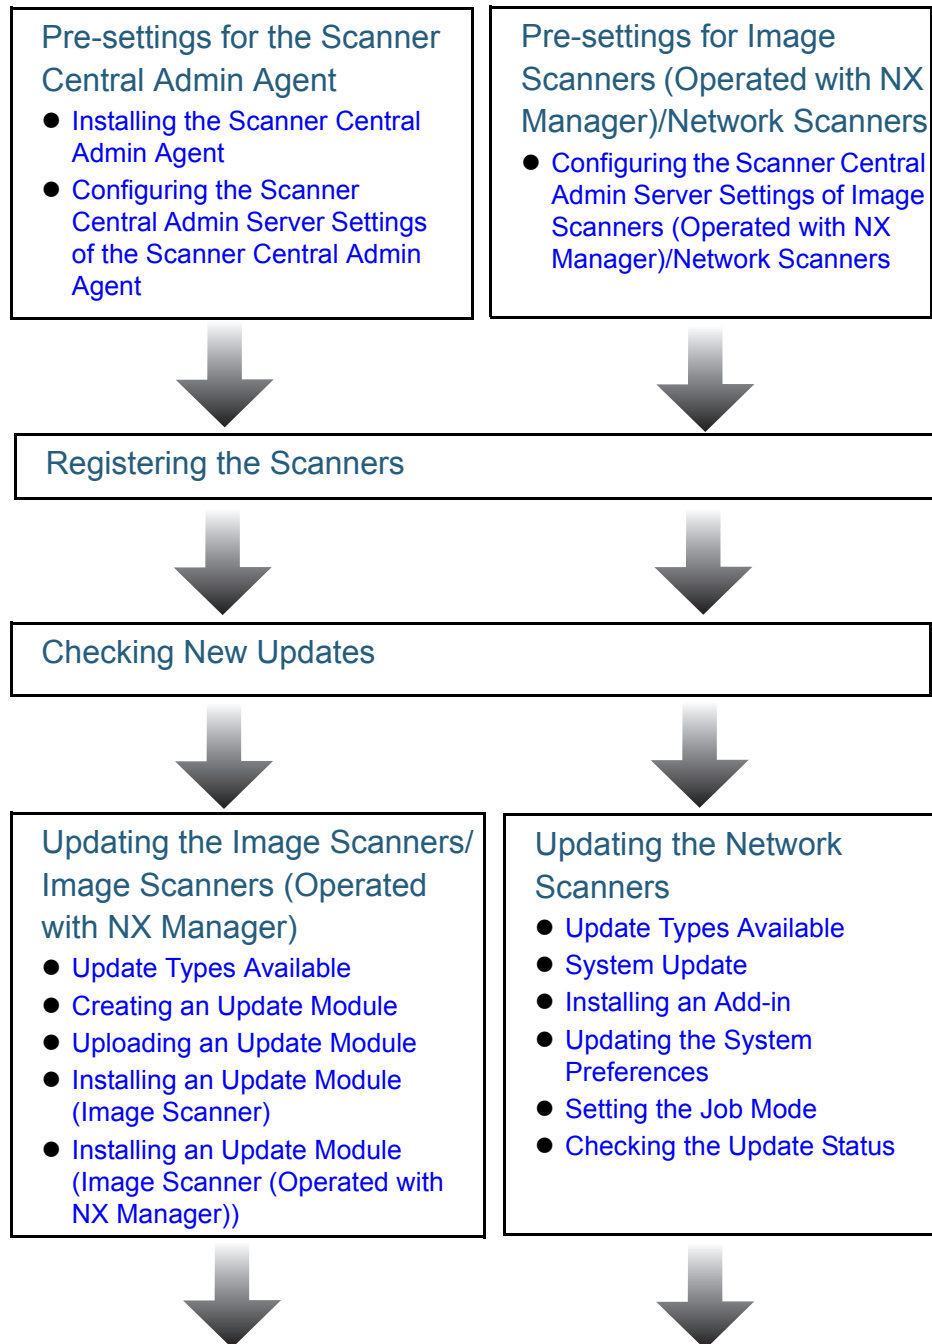 Pre-settings for the Scanner
Central Admin Agent
● Installing the Scanner Central
Admin Agent
● Configuring the Scanner
Central Admin Server Settings
of the Scanner Central Admin
Agent
Pre-settings for Image
Scanners (Operated with NX
Manager)/Network Scanners
● Configuring the Scanner Central
Admin Server Settings of Image
Scanners (Operated with NX
Manager)/Network Scanners
Registering the Scanners
Checking New Updates
Updating the Image Scanners/
Image Scanners (Operated
with NX Manager)
● Update Types Available
● Creating an Update Module
● Uploading an Update Module
● Installing an Update Module
(Image Scanner)
● Installing an Update Module
(Image Scanner (Operated with
NX Manager))
Updating the Network
Scanners
● Update Types Available
● System Update
● Installing an Add-in
● Updating the System
Preferences
● Setting the Job Mode
● Checking the Update Status